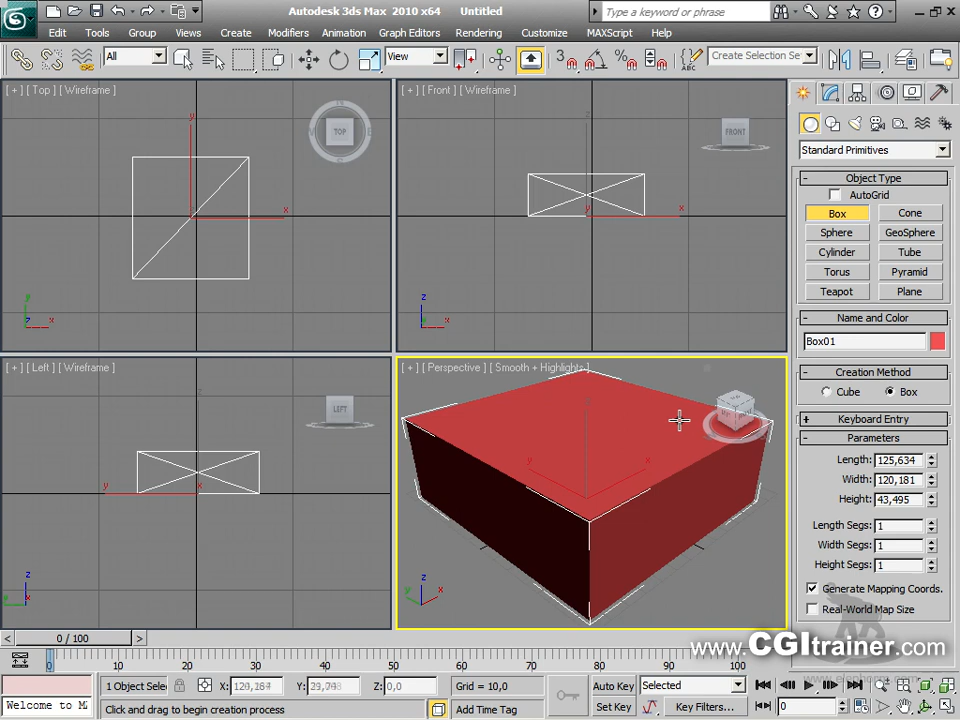 Autodesk 3ds Max 2010 x64 Untitled
Type a keyword or phrase
Edit Tools Group Views Create Modifiers Animation Graph Editors Rendering Customize MAXScript Help
All View 3 Create Selection Se
[ + ] [ Top ] [ Wireframe ]
[ + ] [ Front ] [ Wireframe ]
TOP
FRONT
y
x
z
y
x
y
z
x
z
x
[ + ] [ Left ] [ Wireframe ]
[ + ] [ Perspective ] [ Smooth + Highlights ]
LEFT
z
y
x
y
x
z
y
x
z
y
x
Standard Primitives
- Object Type
AutoGrid
Box Cone
Sphere GeoSphere
Cylinder Tube
Torus Pyramid
Teapot Plane
- Name and Color
Box01
- Creation Method
Cube Box
+ Keyboard Entry
- Parameters
Length: 125,634
Width: 120,181
Height: 43,495
Length Segs: 1
Width Segs: 1
Height Segs: 1
Generate Mapping Coords.
Real-World Map Size
www.CGItrainer.com
< 0 / 100 >
0 10 20 30 40 50 60 70 80 90 100
1 Object Selec X: Y: Z: 0,0 Grid = 10,0 Auto Key Selected
Welcome to M Click and drag to begin creation process Add Time Tag Set Key Key Filters... 0